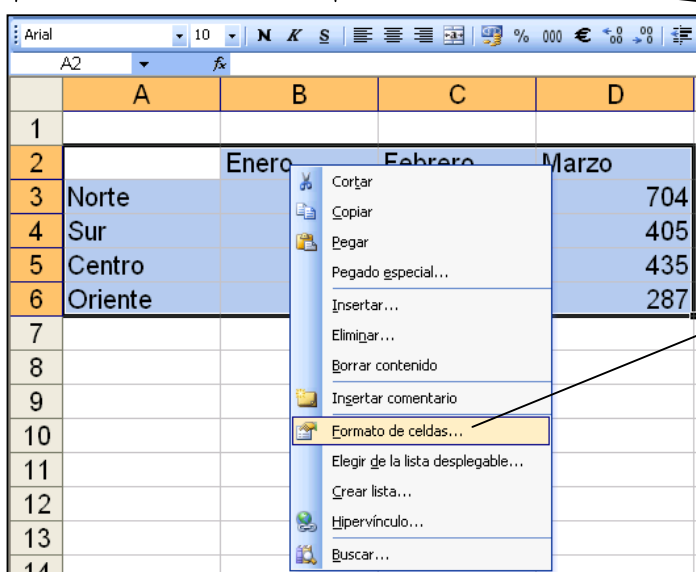 Arial 10 N K S % 000 €
A2 fx
A B C D
1
2 Enero Febrero Marzo
3 Norte 704
4 Sur 405
5 Centro 435
6 Oriente 287
7
8
9
10
11
12
13
14
Cortar
Copiar
Pegar
Pegado especial...
Insertar...
Eliminar...
Borrar contenido
Insertar comentario
Formato de celdas...
Elegir de la lista desplegable...
Crear lista...
Hipervínculo...
Buscar...